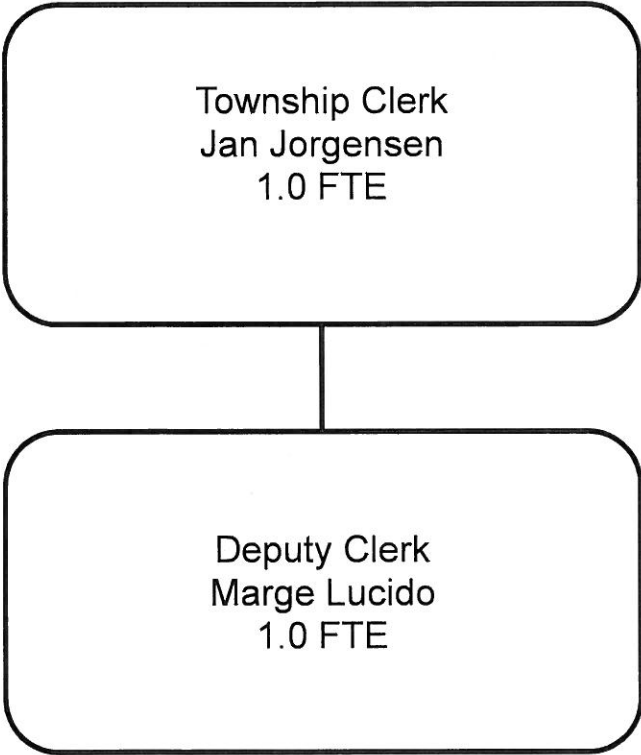 Township Clerk
Jan Jorgensen
1.0 FTE
Deputy Clerk
Marge Lucido
1.0 FTE